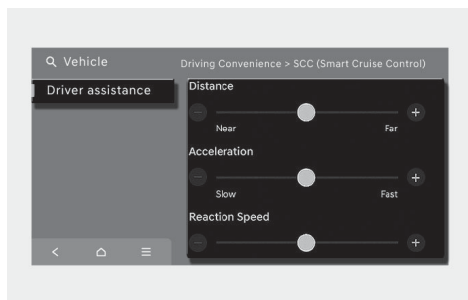 Vehicle
Driving Convenience > SCC (Smart Cruise Control)
Driver assistance
Distance
Near
Far
Acceleration
Slow
Fast
Reaction Speed